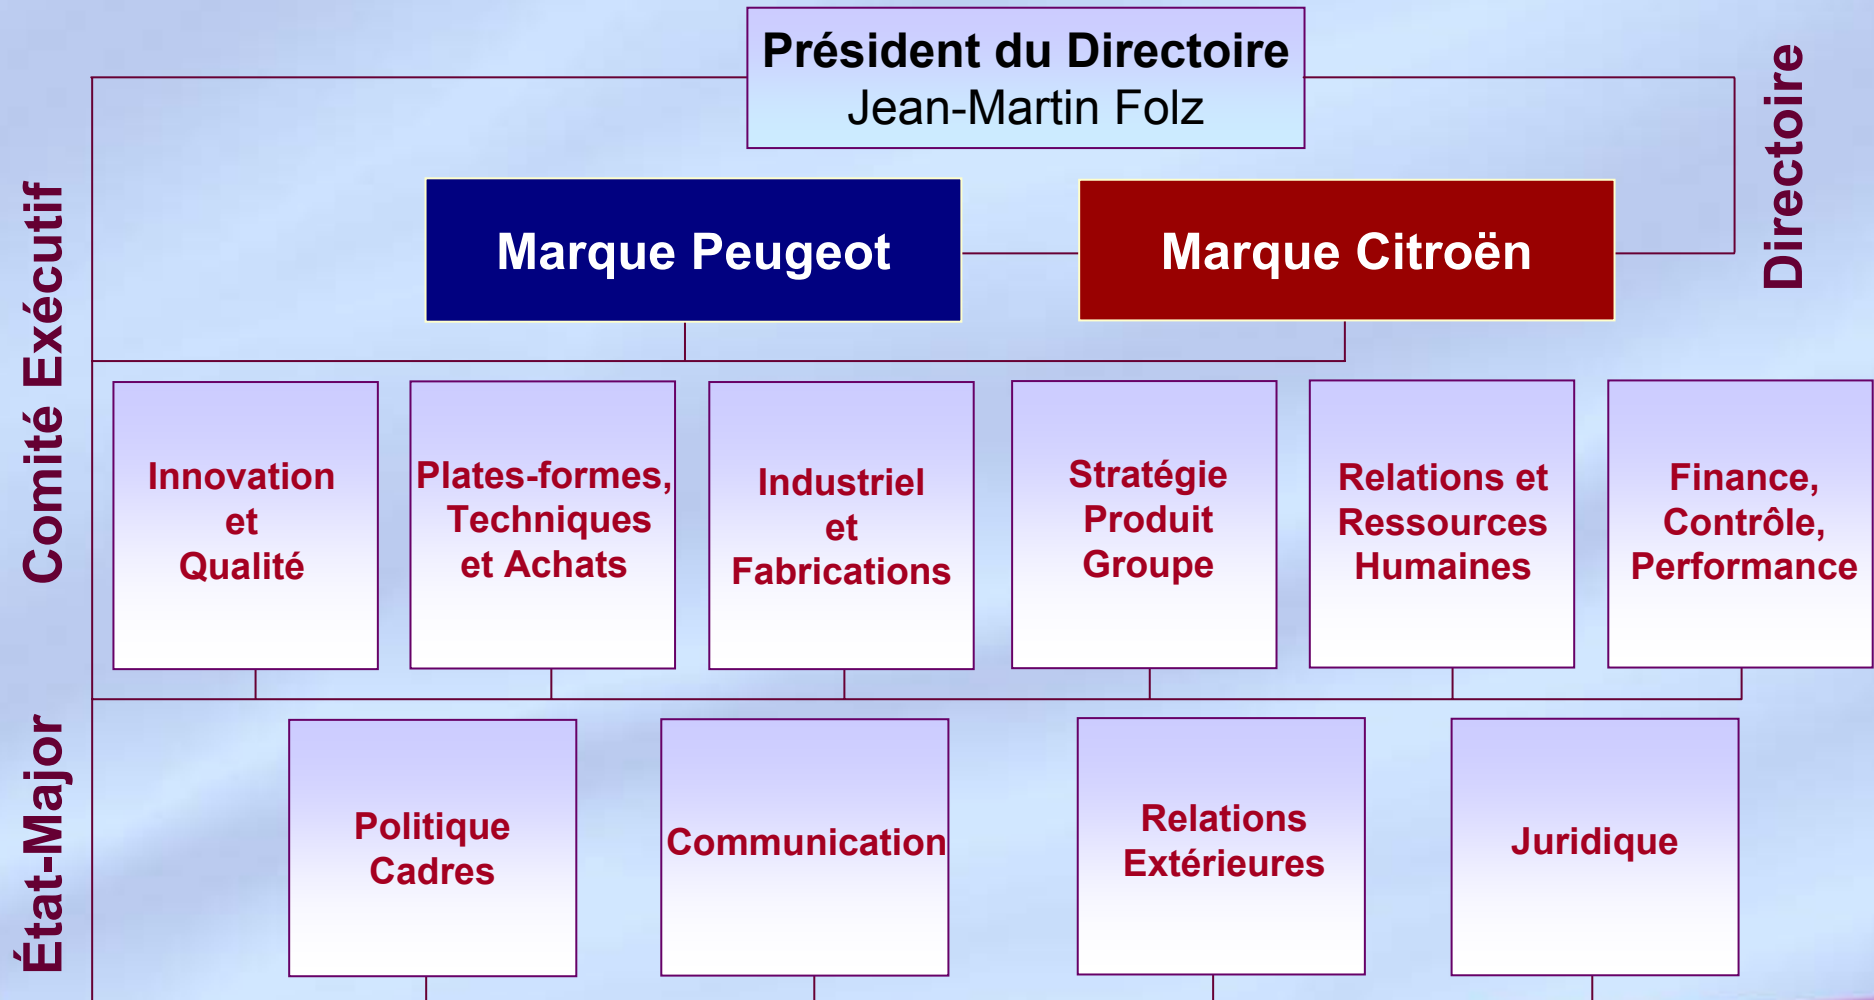 Président du Directoire
Jean-Martin Folz
Directoire
Comité Exécutif
Marque Peugeot
Marque Citroën
Innovation
et
Qualité
Plates-formes,
Techniques
et Achats
Industriel
et
Fabrications
Stratégie
Produit
Groupe
Relations et
Ressources
Humaines
Finance,
Contrôle,
Performance
État-Major
Politique
Cadres
Communication
Relations
Extérieures
Juridique